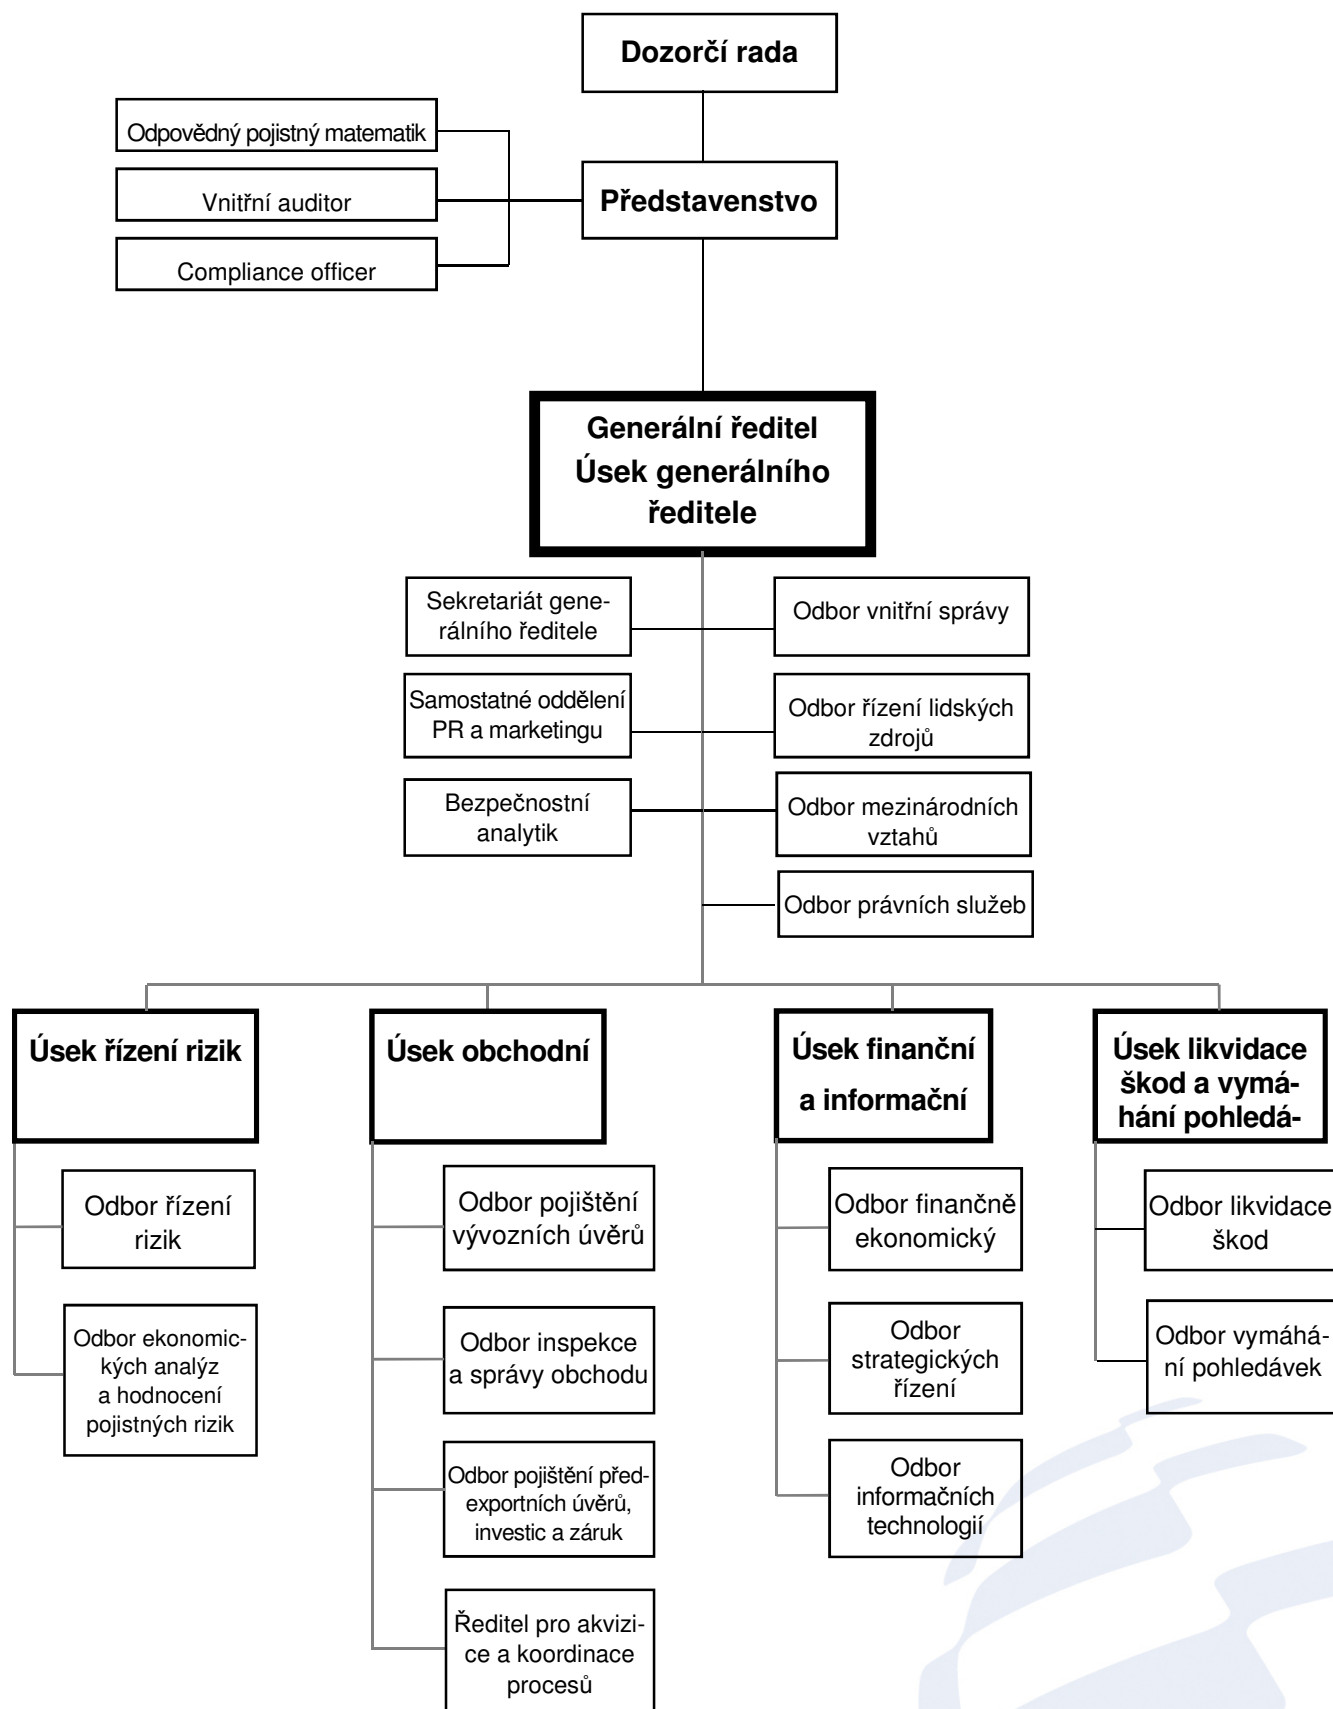 Dozorčí rada
Odpovědný pojistný matematik
Vnitřní auditor
Představenstvo
Compliance officer
Generální ředitel
Úsek generálního
ředitele
Sekretariát gene-
rálního ředitele
Odbor vnitřní správy
Samostatné oddělení
PR a marketingu
Odbor řízení lidských
zdrojů
Bezpečnostní
analytik
Odbor mezinárodních
vztahů
Odbor právních služeb
Úsek řízení rizik
Odbor řízení
rizik
Odbor ekonomic-
kých analýz
a hodnocení
pojistných rizik
Úsek obchodní
Odbor pojištění
vývozních úvěrů
Odbor inspekce
a správy obchodu
Odbor pojištění před-
exportních úvěrů,
investic a záruk
Ředitel pro akvizi-
ce a koordinace
procesů
Úsek finanční
a informační
Odbor finančně
ekonomický
Odbor
strategických
řízení
Odbor
informačních
technologií
Úsek likvidace
škod a vymá-
hání pohledá-
Odbor likvidace
škod
Odbor vymáhá-
ní pohledávek